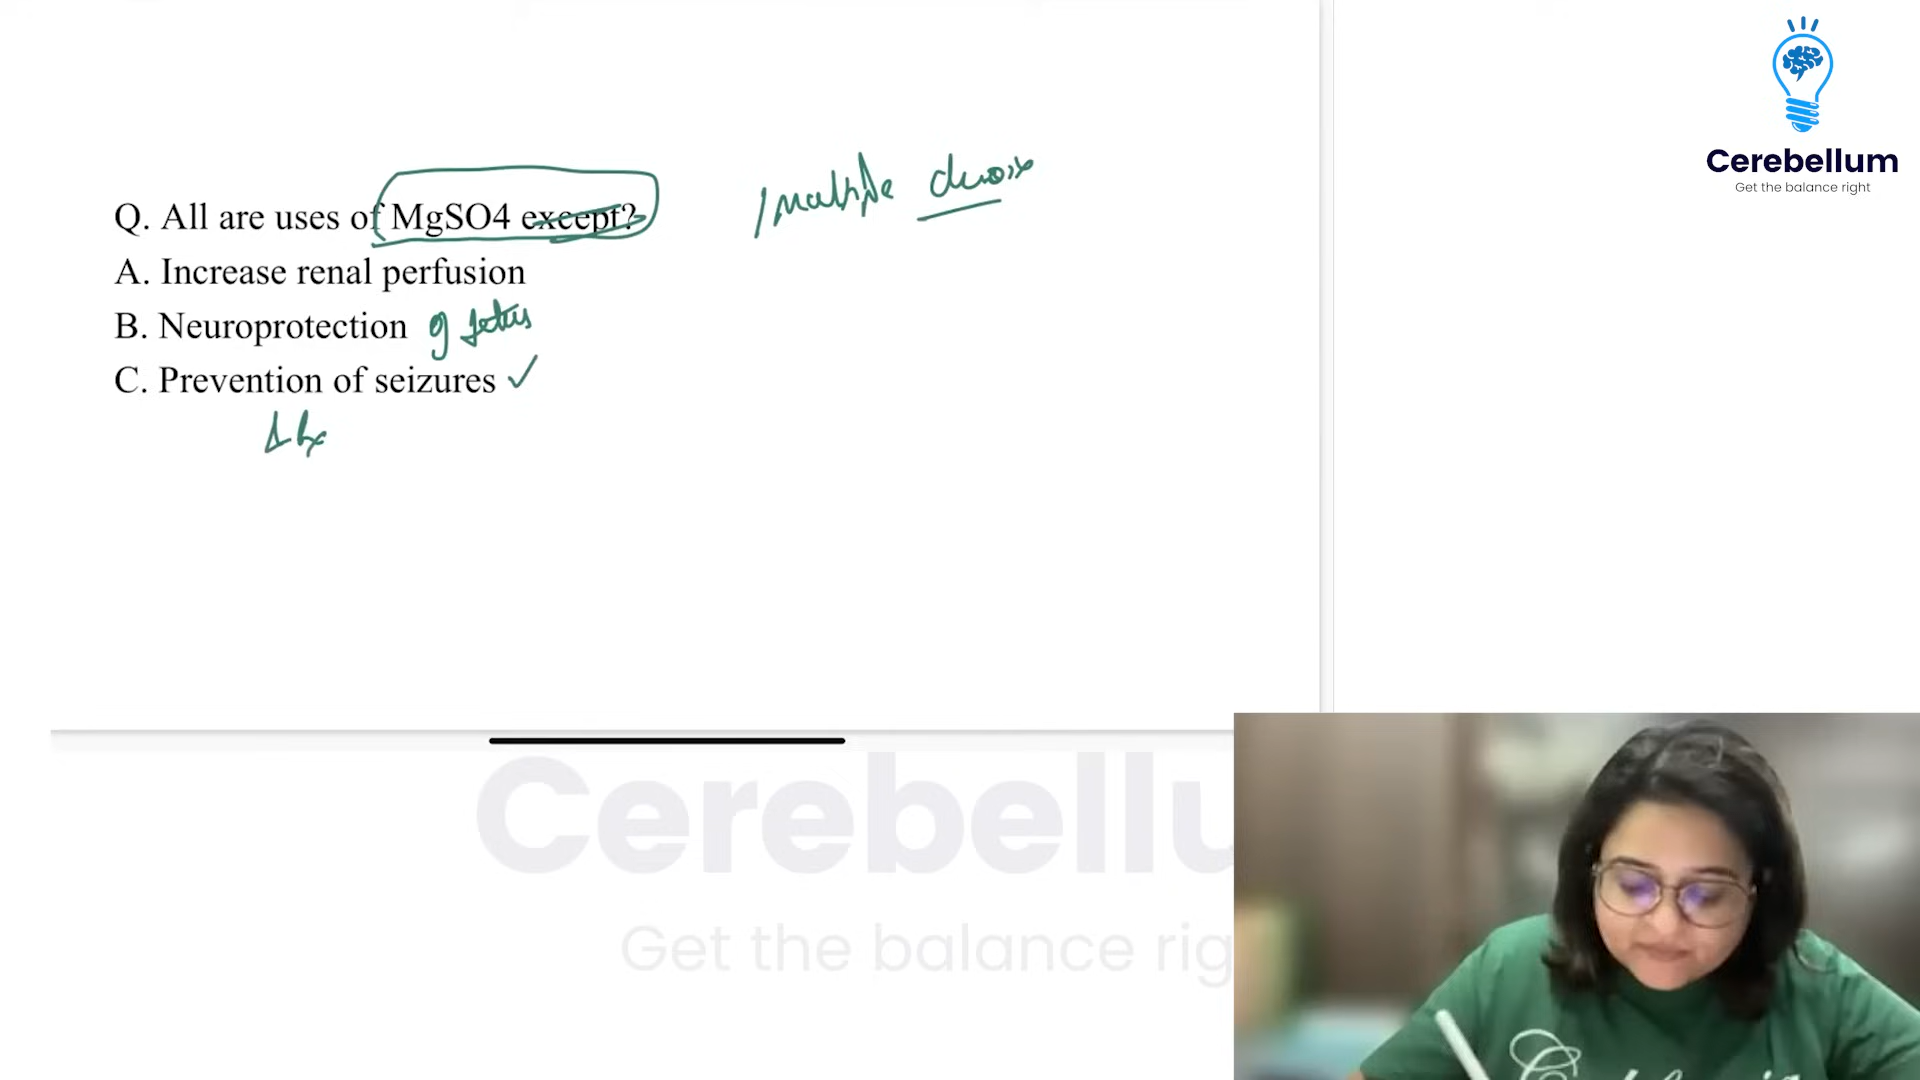 Cerebellum
Get the balance right
multiple
Q. All are uses of MgSO4 except?
A. Increase renal perfusion
B. Neuroprotection of fetus
C. Prevention of seizures ✓
Cerebellu
Get the balance rig